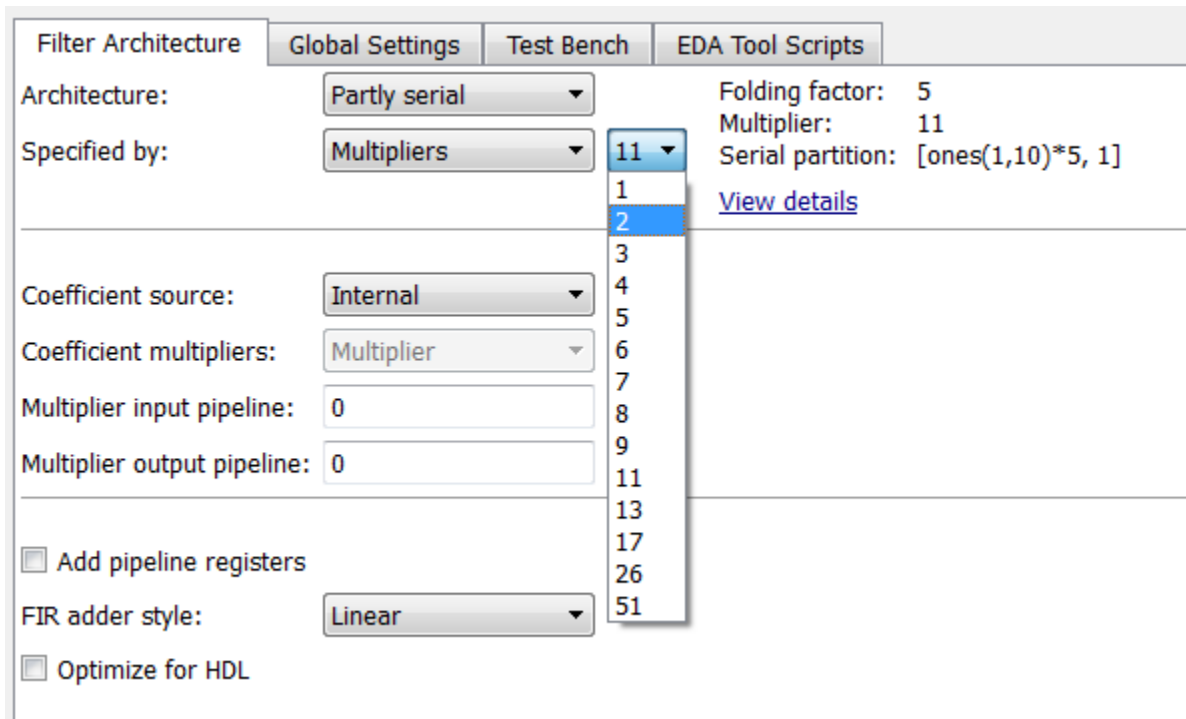 Filter Architecture Global Settings Test Bench EDA Tool Scripts
Architecture: Partly serial Folding factor: 5
Multiplier: 11
Specified by: Multipliers 11 Serial partition: [ones(1,10)*5, 1]
1
View details
2
3
4
Coefficient source: Internal
5
Coefficient multipliers: Multiplier 6
7
Multiplier input pipeline: 0 8
9
Multiplier output pipeline: 0
11
13
17
Add pipeline registers
26
FIR adder style: Linear 51
Optimize for HDL